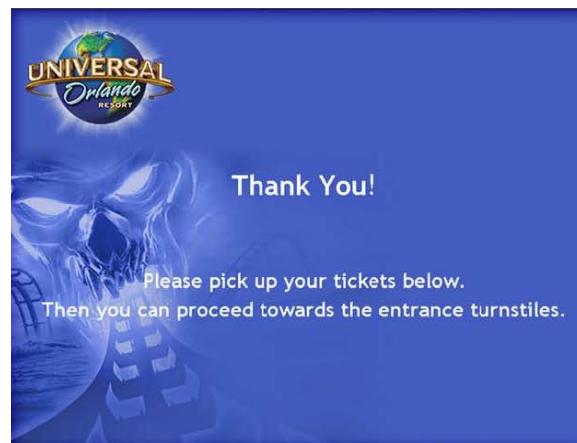 UNIVERSAL
Orlando
RESORT
Thank You!
Please pick up your tickets below.
Then you can proceed towards the entrance turnstiles.